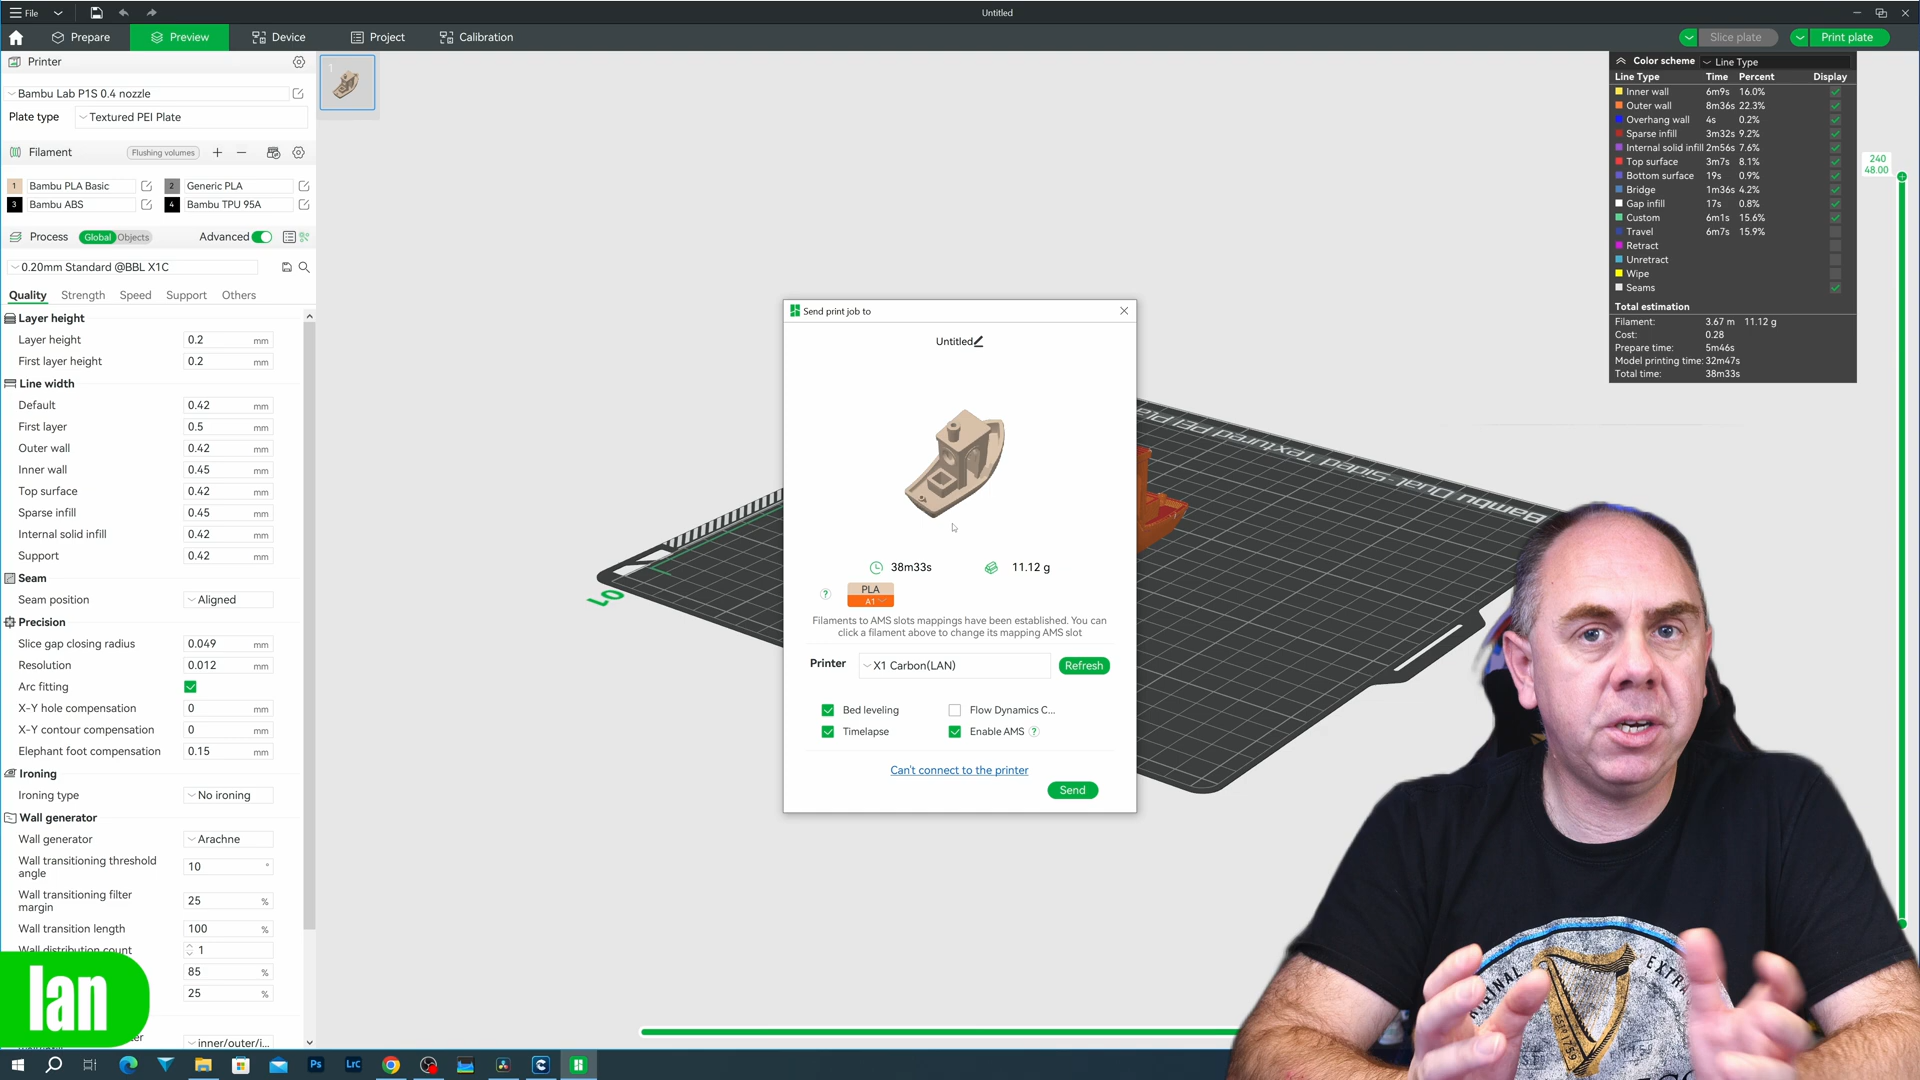 File
Untitled
Prepare
Preview
Device
Project
Calibration
Slice plate
Print plate
Printer
Bambu Lab P1S 0.4 nozzle
Plate type
Textured PEI Plate
Filament
Flushing volumes
1 Bambu PLA Basic
2 Generic PLA
3 Bambu ABS
4 Bambu TPU 95A
Process
Global Objects
Advanced
0.20mm Standard @BBL X1C
Quality Strength Speed Support Others
Layer height
Layer height 0.2 mm
First layer height 0.2 mm
Line width
Default 0.42 mm
First layer 0.5 mm
Outer wall 0.42 mm
Inner wall 0.45 mm
Top surface 0.42 mm
Sparse infill 0.45 mm
Internal solid infill 0.42 mm
Support 0.42 mm
Seam
Seam position Aligned
Precision
Slice gap closing radius 0.049 mm
Resolution 0.012 mm
Arc fitting
X-Y hole compensation 0 mm
X-Y contour compensation 0 mm
Elephant foot compensation 0.15 mm
Ironing
Ironing type No ironing
Wall generator
Wall generator Arachne
Wall transitioning threshold
angle 10 °
Wall transitioning filter
margin 25 %
Wall transition length 100 %
Wall distribution count 1
85 %
25 %
inner/outer/i...
Ian
1
Send print job to
Untitled
38m33s
11.12 g
?
PLA
A1
Filaments to AMS slots mappings have been established. You can
click a filament above to change its mapping AMS slot
Printer X1 Carbon(LAN) Refresh
Bed leveling
Flow Dynamics C...
Timelapse
Enable AMS ?
Can't connect to the printer
Send
01
Bambu Dual-Sided Textured PEI Pla
Color scheme Line Type
Line Type Time Percent Display
Inner wall 6m9s 16.0%
Outer wall 8m36s 22.3%
Overhang wall 4s 0.2%
Sparse infill 3m32s 9.2%
Internal solid infill 2m56s 7.6%
Top surface 3m7s 8.1%
Bottom surface 19s 0.9%
Bridge 1m36s 4.2%
Gap infill 17s 0.8%
Custom 6m1s 15.6%
Travel 6m7s 15.9%
Retract
Unretract
Wipe
Seams
Total estimation
Filament: 3.67 m 11.12 g
Cost: 0.28
Prepare time: 5m46s
Model printing time: 32m47s
Total time: 38m33s
240
48.00
EXTR
1759
Ps
LrC
C